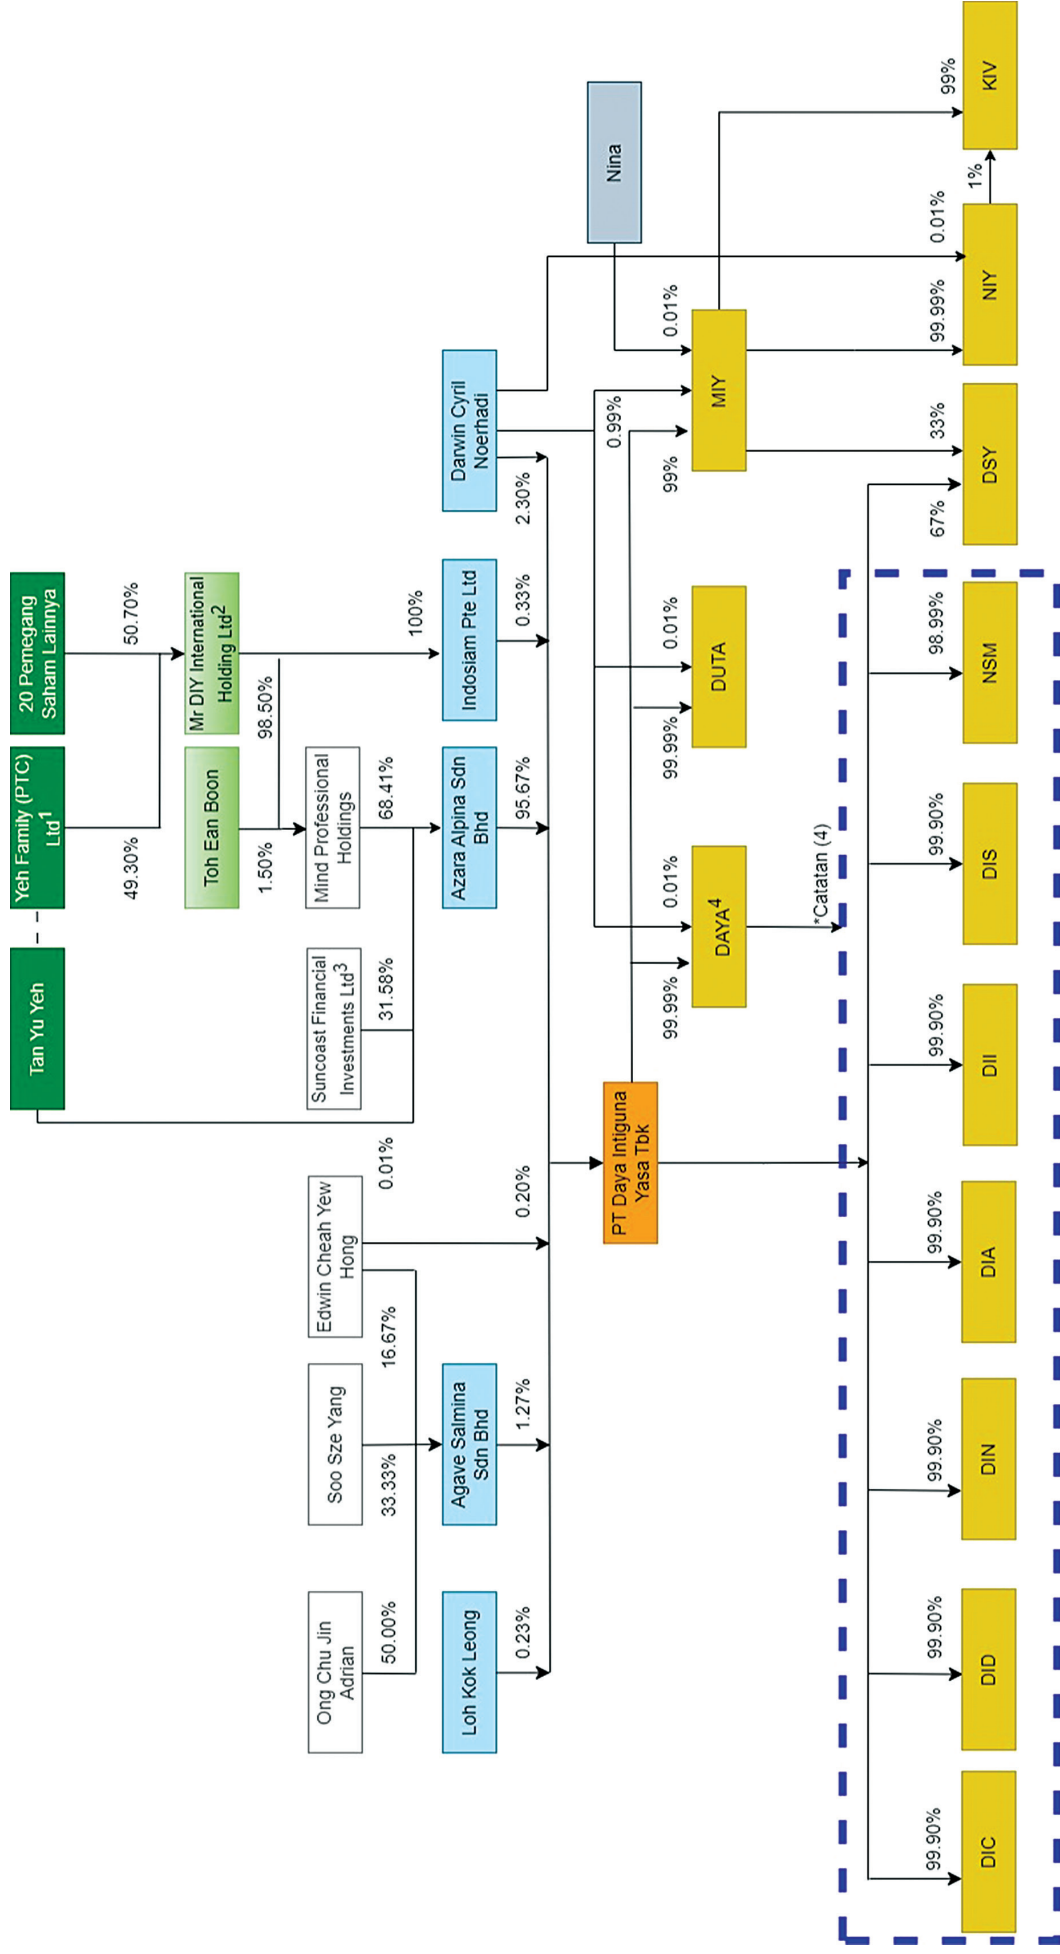 Tan Yu Yeh
Yeh Family (PTC)
Ltd1
20 Pemegang
Saham Lainnya
49.30%
50.70%
Toh Ean Boon
Mr DIY International
Holding Ltd2
1.50%
98.50%
Ong Chu Jin
Adrian
Soo Sze Yang
Edwin Cheah Yew
Hong
Suncoast Financial
Investments Ltd3
Mind Professional
Holdings
50.00%
33.33%
16.67%
0.01%
31.58%
68.41%
100%
Loh Kok Leong
Agave Salmina
Sdn Bhd
Azara Alpina Sdn
Bhd
Indosiam Pte Ltd
Darwin Cyril
Noerhadi
0.23%
1.27%
0.20%
95.67%
0.33%
2.30%
PT Daya Intiguna
Yasa Tbk
Nina
0.99%
99.99%
0.01%
99.99%
0.01%
99%
0.01%
DAYA4
DUTA
MIY
*Catatan (4)
99.90%
99.90%
99.90%
99.90%
99.90%
99.90%
98.99%
67%
33%
99.99%
0.01%
1%
99%
DIC
DID
DIN
DIA
DII
DIS
NSM
DSY
NIY
KIV